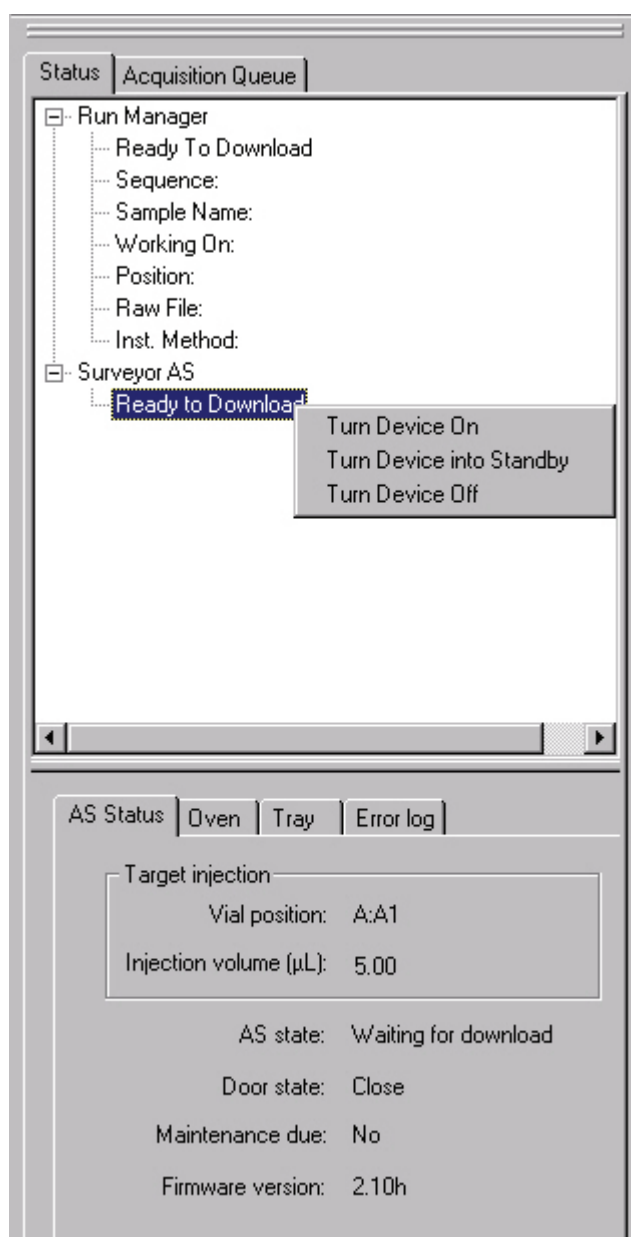 Status Acquisition Queue
Run Manager
Ready To Download
Sequence:
Sample Name:
Working On:
Position:
Raw File:
Inst. Method:
Surveyor AS
Ready to Download
Turn Device On
Turn Device into Standby
Turn Device Off
AS Status Oven Tray Error log
Target injection
Vial position: A:A1
Injection volume (µL): 5.00
AS state: Waiting for download
Door state: Close
Maintenance due: No
Firmware version: 2.10h